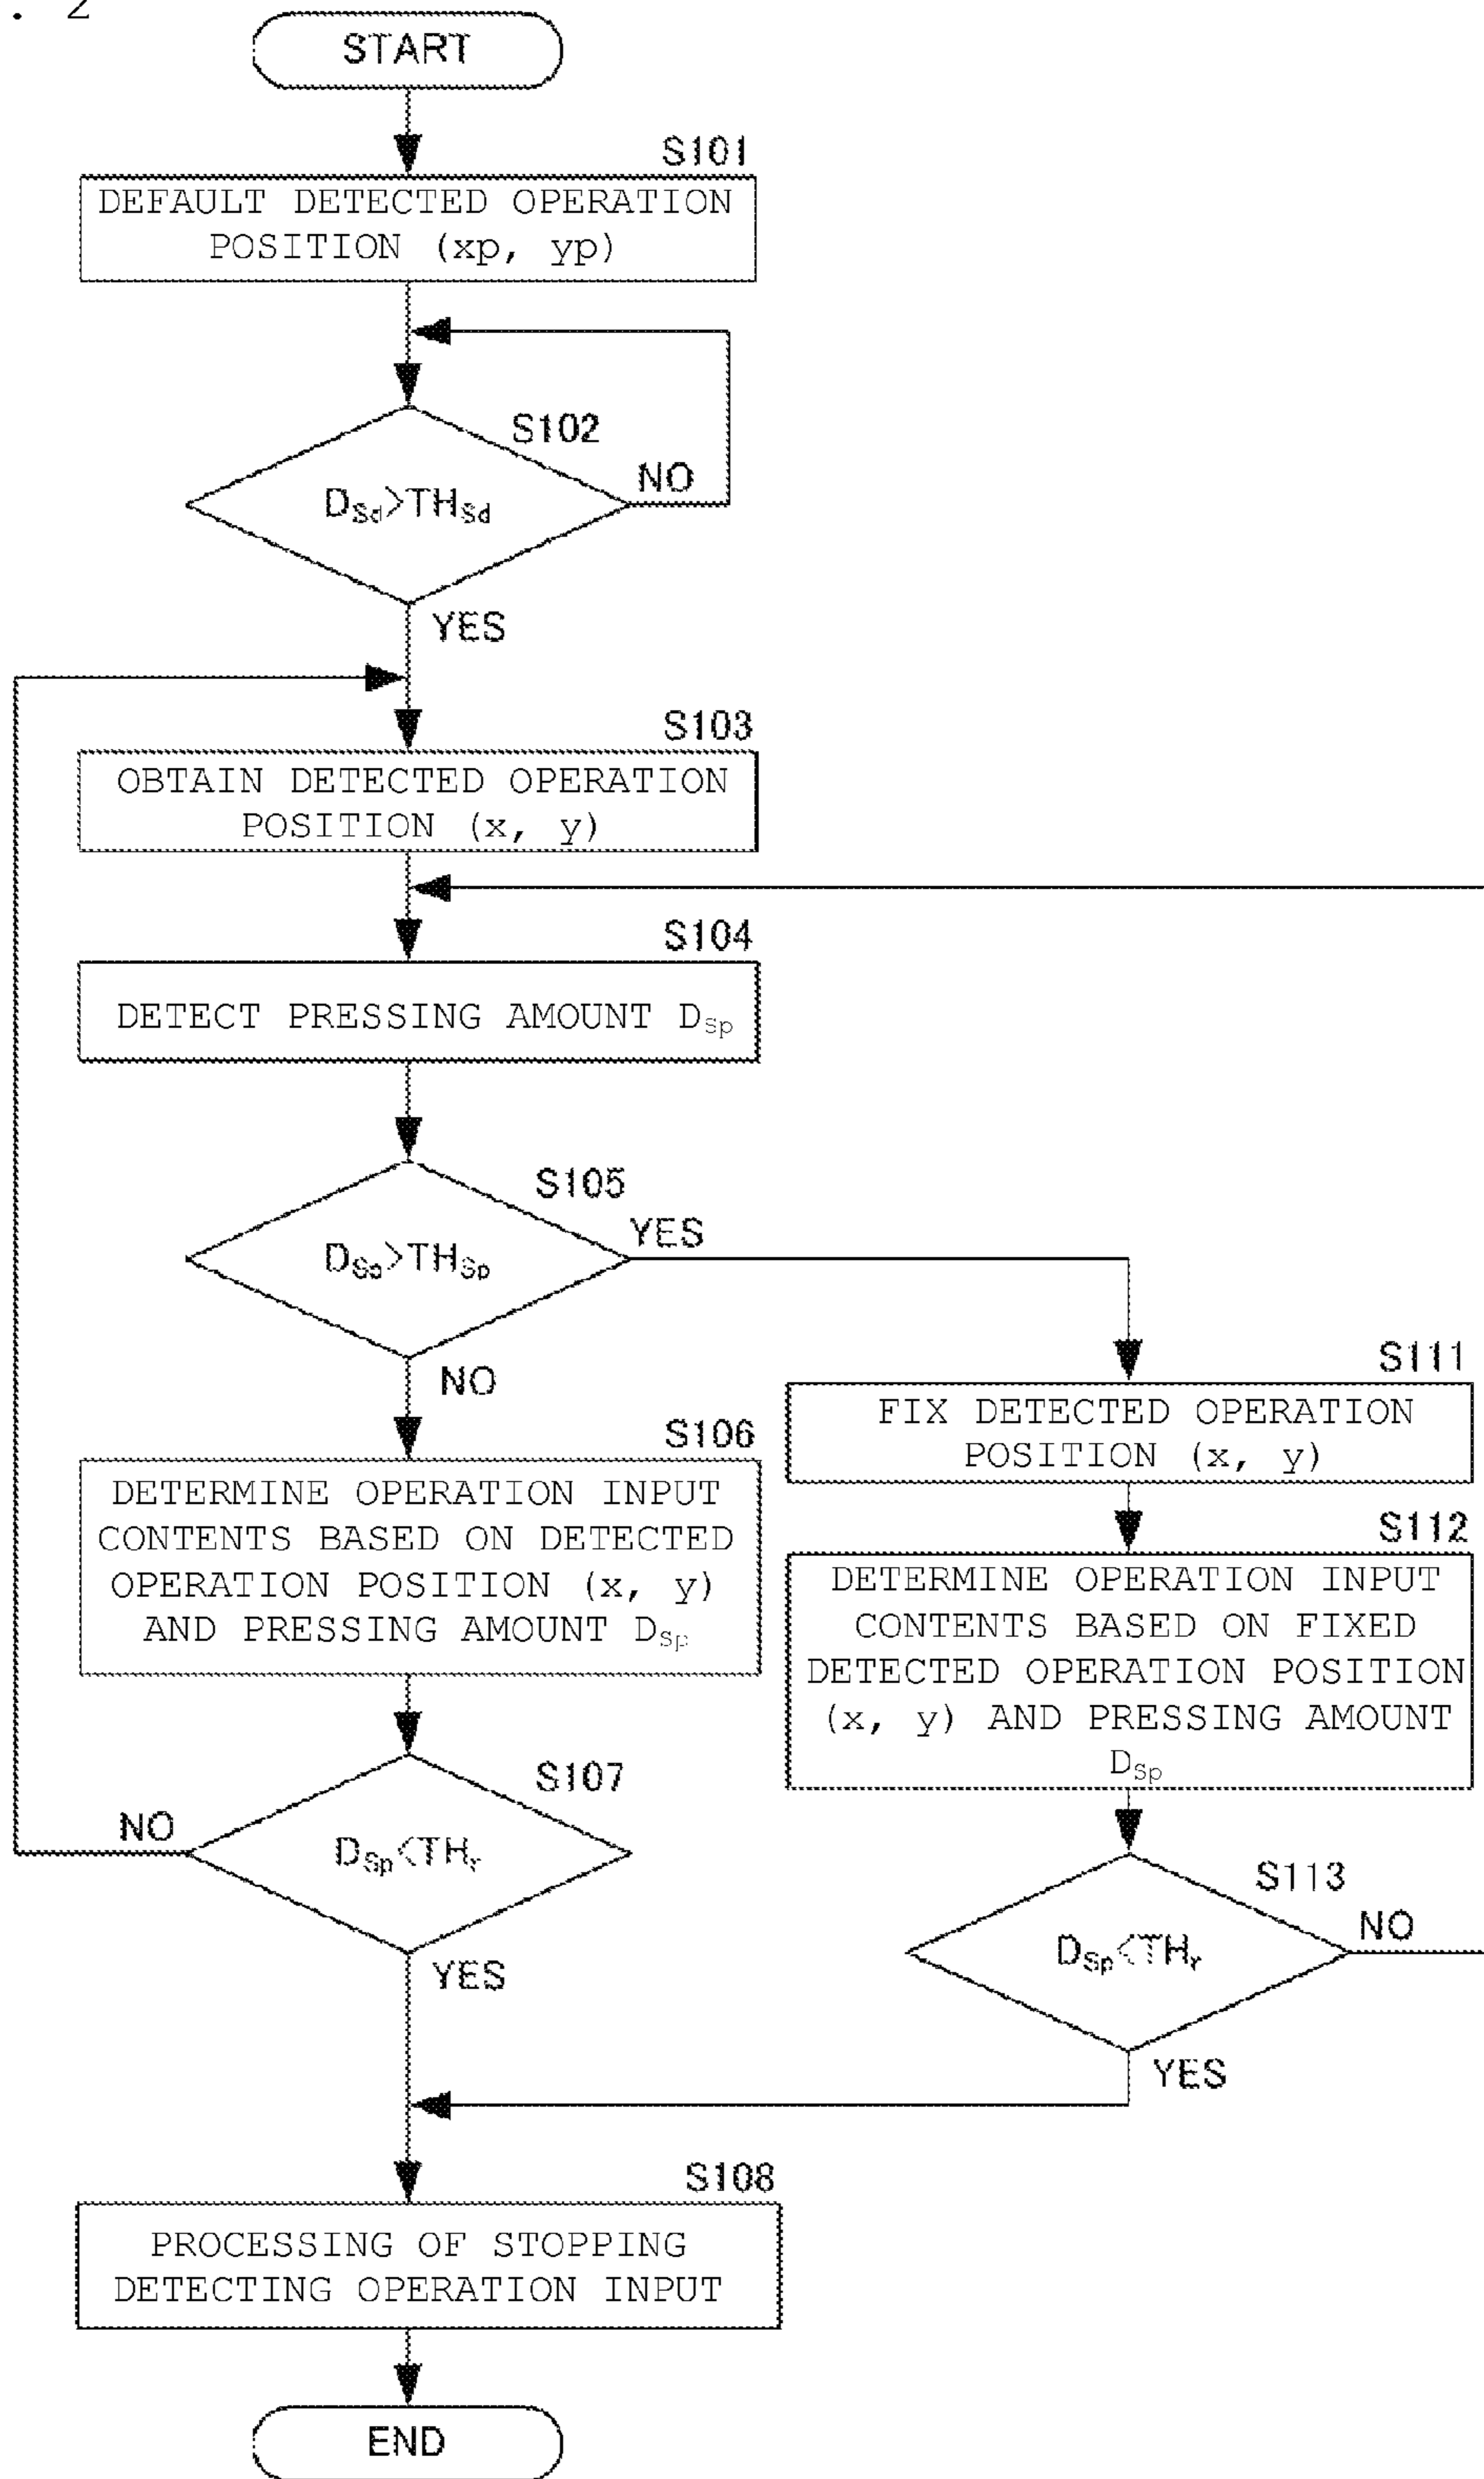 . 2
START
S101
DEFAULT DETECTED OPERATION
POSITION (xp, yp)
S102
NO
DSd>THSd
YES
S103
OBTAIN DETECTED OPERATION
POSITION (x, y)
S104
DETECT PRESSING AMOUNT DSp
S105
YES
DSp>THSp
NO
S111
FIX DETECTED OPERATION
POSITION (x, y)
S106
DETERMINE OPERATION INPUT
CONTENTS BASED ON DETECTED
OPERATION POSITION (x, y)
AND PRESSING AMOUNT DSp
S112
DETERMINE OPERATION INPUT
CONTENTS BASED ON FIXED
DETECTED OPERATION POSITION
(x, y) AND PRESSING AMOUNT
DSp
S107
NO
DSp<THr
YES
S113
NO
DSp<THr
YES
S108
PROCESSING OF STOPPING
DETECTING OPERATION INPUT
END